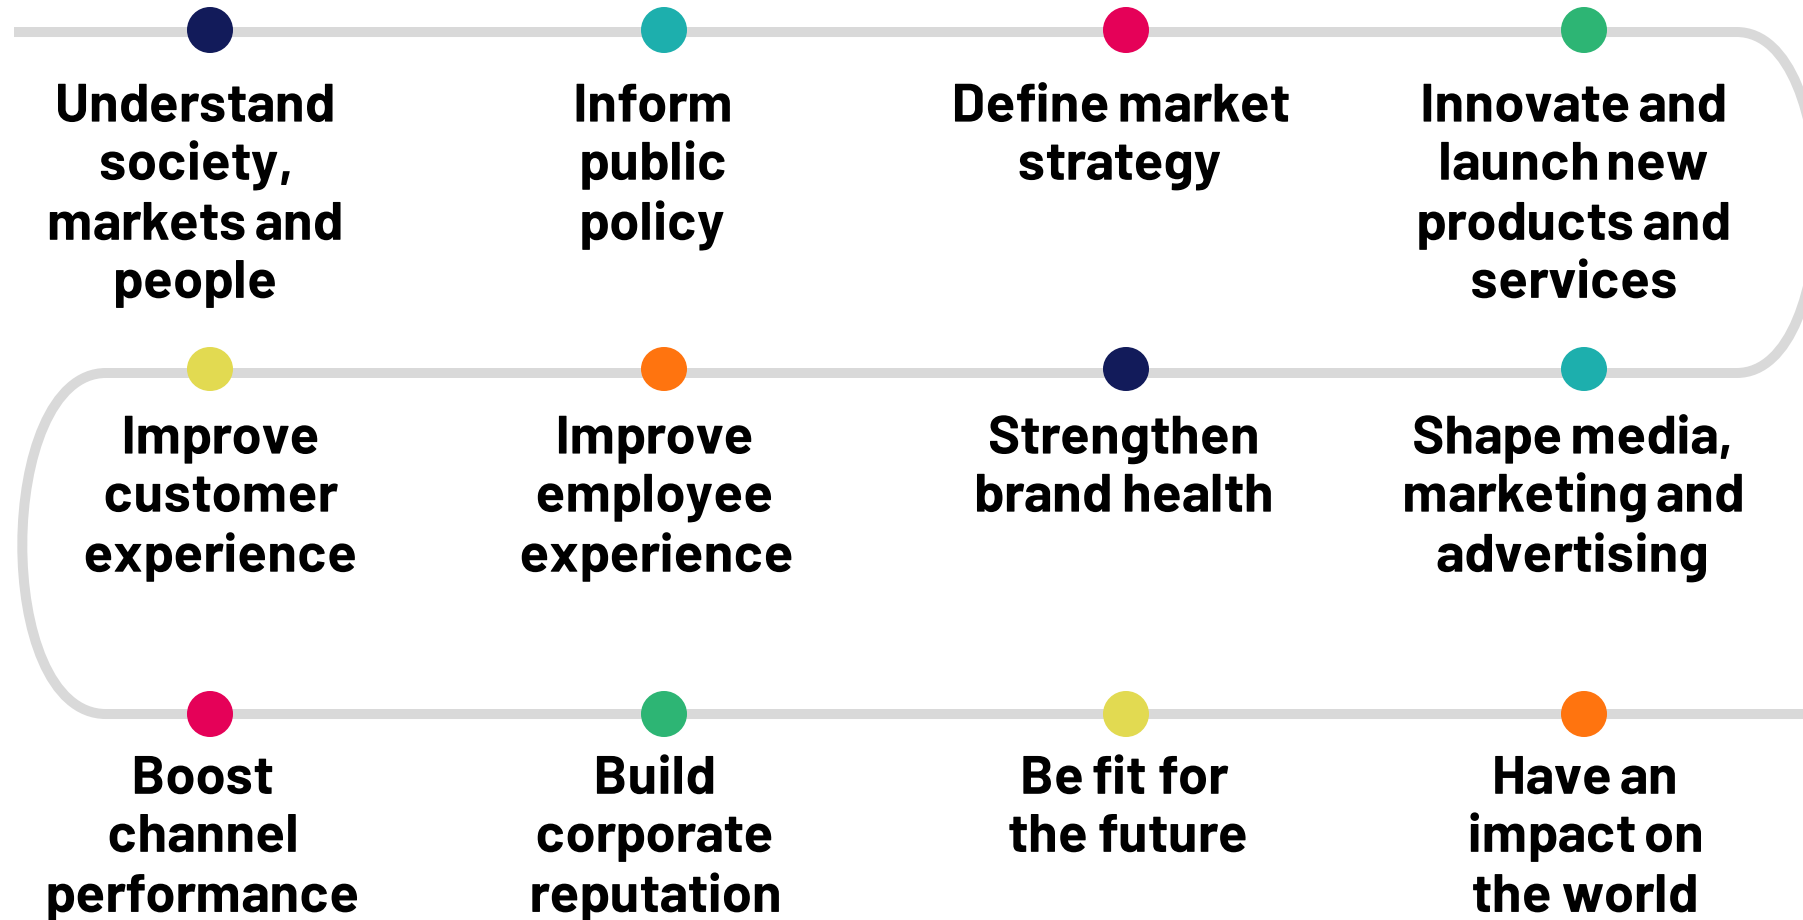 Understand
society,
markets and
people
Inform
public
policy
Define market
strategy
Innovate and
launch new
products and
services
Improve
customer
experience
Improve
employee
experience
Strengthen
brand health
Shape media,
marketing and
advertising
Boost
channel
performance
Build
corporate
reputation
Be fit for
the future
Have an
impact on
the world